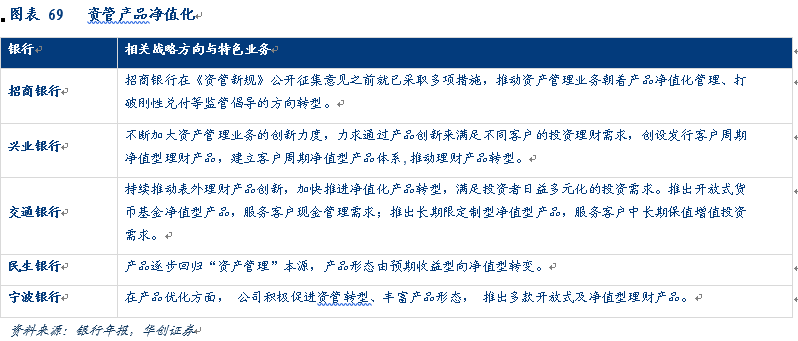 图表 69 资管产品净值化
银行 相关战略方向与特色业务
招商银行在《资管新规》公开征集意见之前就已采取多项措施，推动资产管理业务朝着产品净值化管理、打
招商银行
破刚性兑付等监管倡导的方向转型。
不断加大资产管理业务的创新力度，力求通过产品创新来满足不同客户的投资理财需求，创设发行客户周期
兴业银行
净值型理财产品，建立客户周期净值型产品体系,推动理财产品转型。
持续推动表外理财产品创新，加快推进净值化产品转型，满足投资者日益多元化的投资需求。推出开放式货
交通银行 币基金净值型产品，服务客户现金管理需求；推出长期限定制型净值型产品，服务客户中长期保值增值投资
需求。
民生银行 产品逐步回归“资产管理”本源，产品形态由预期收益型向净值型转变。
宁波银行 在产品优化方面， 公司积极促进资管转型、丰富产品形态， 推出多款开放式及净值型理财产品。
资料来源：银行年报，华创证券